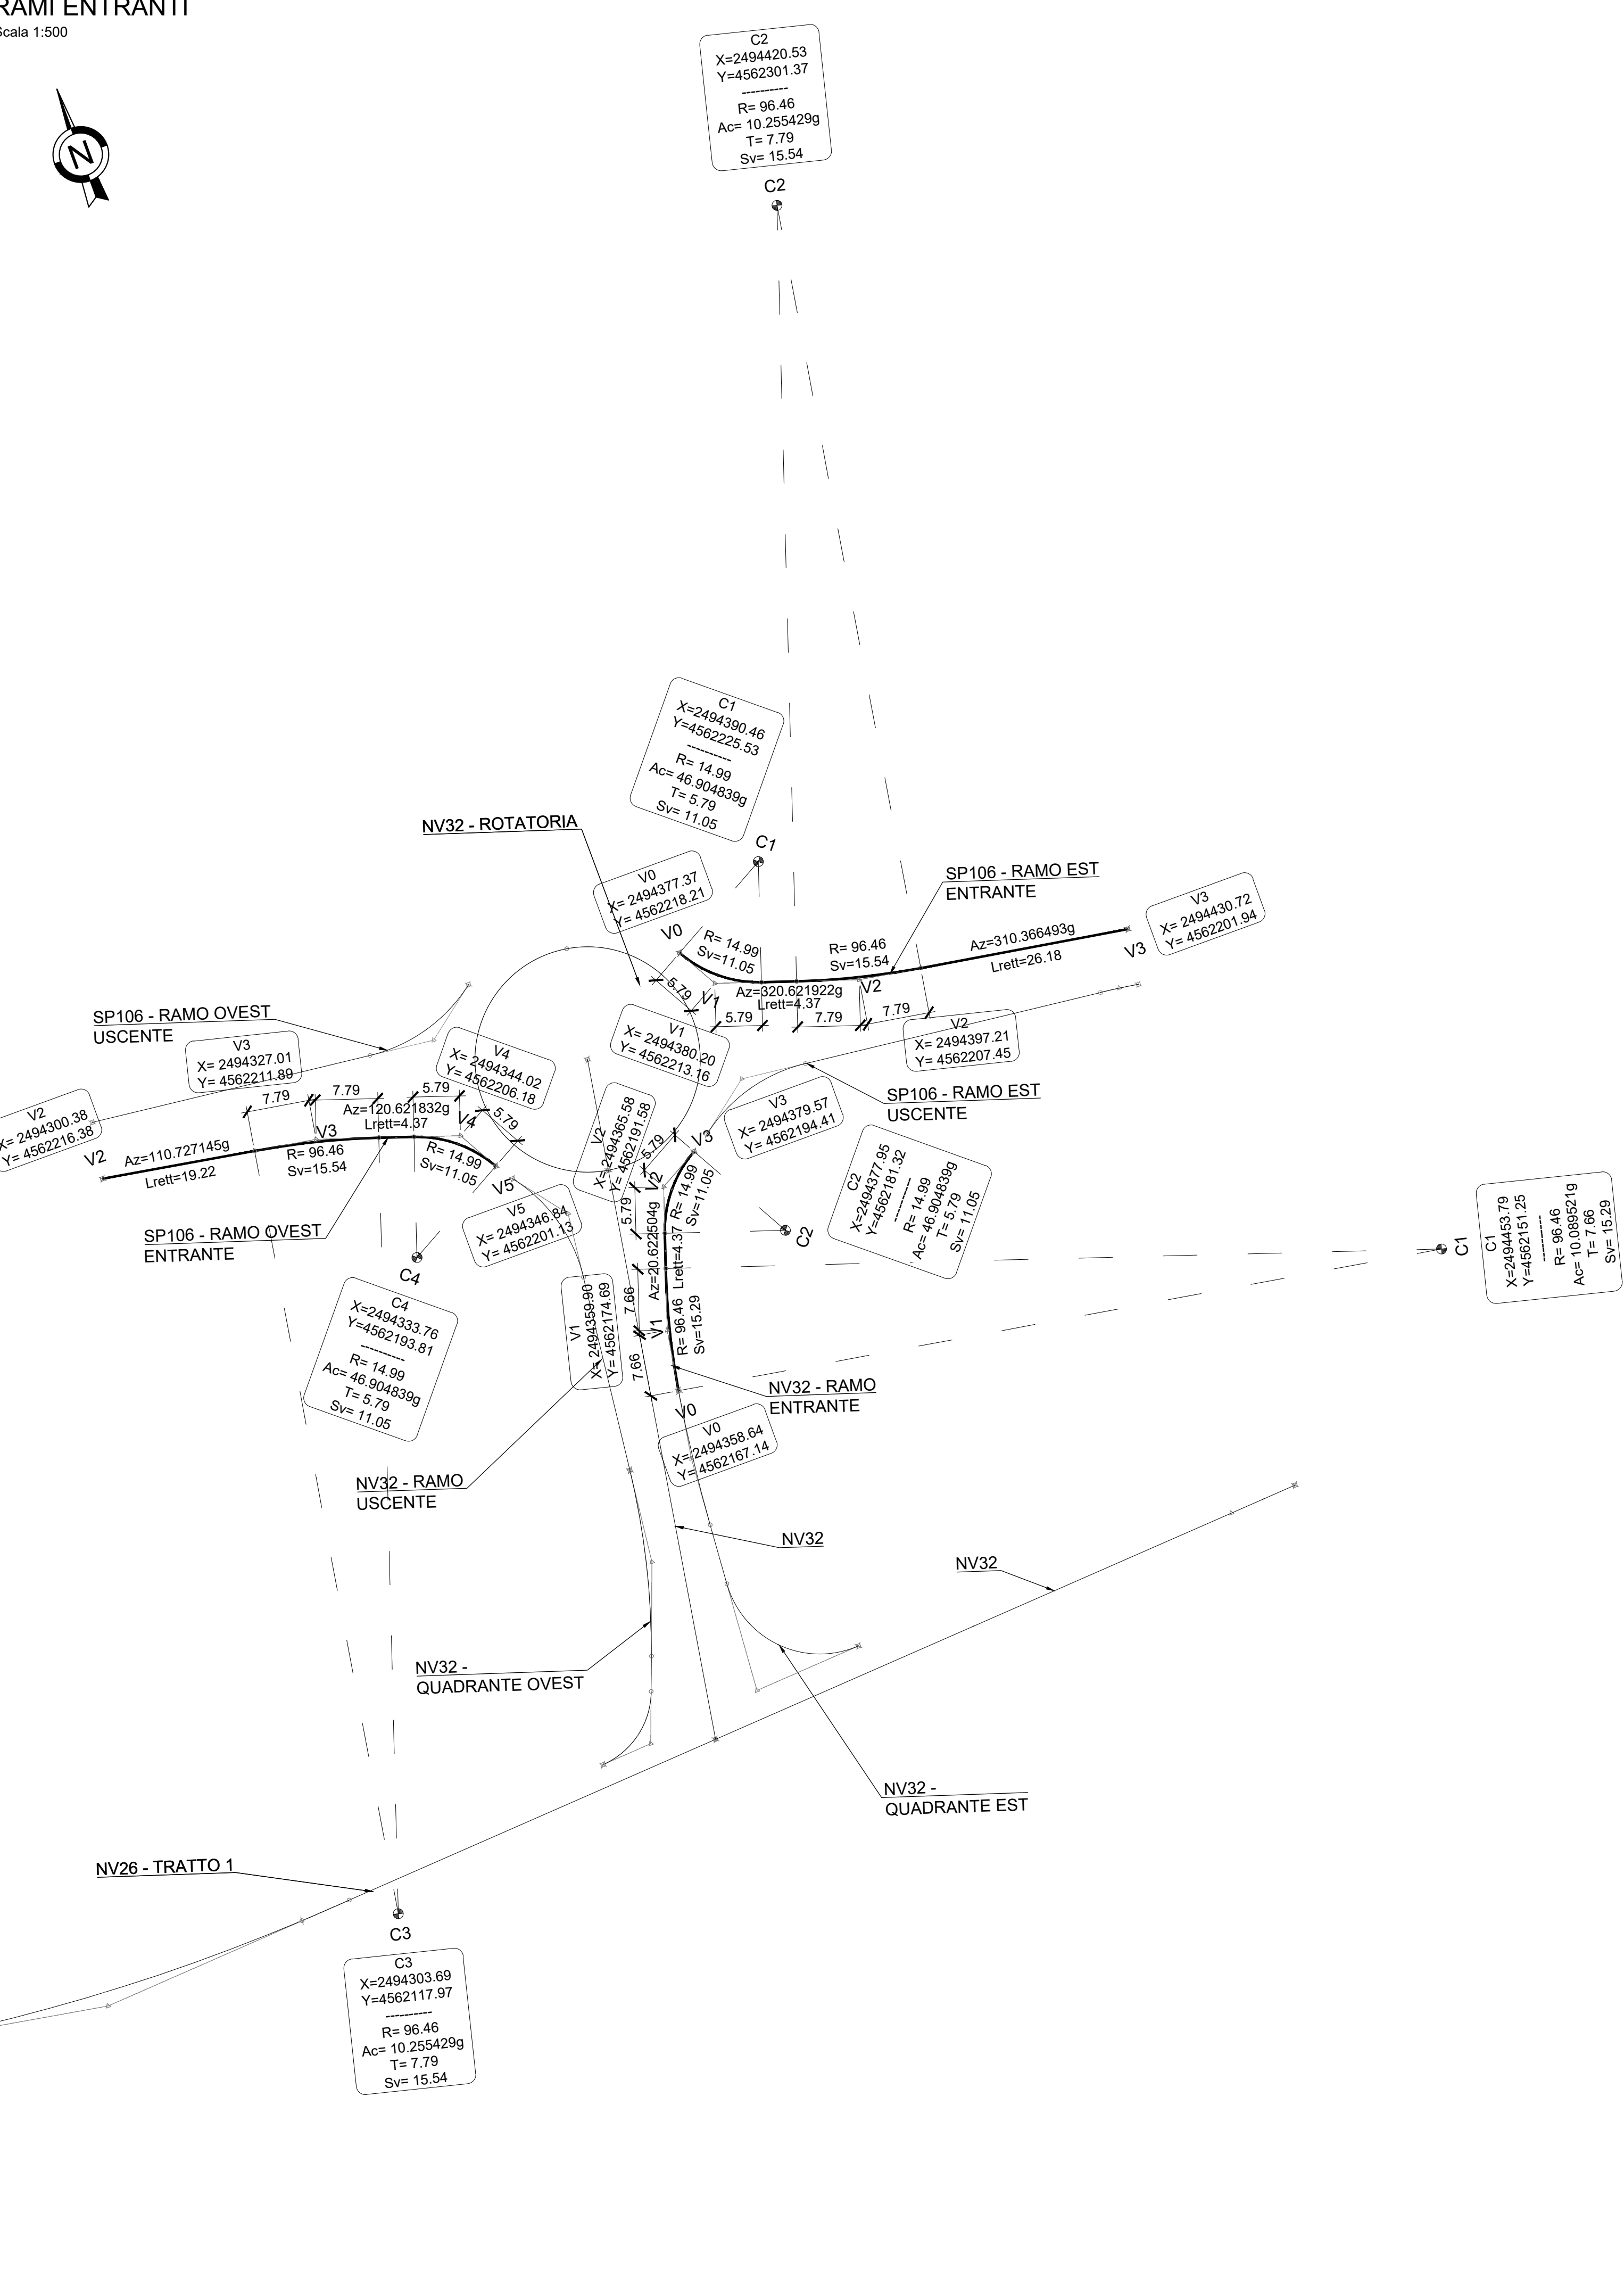 RAMI ENTRANTI
Scala 1:500
N
C2
X=2494420.53
Y=4562301.37
----------
R= 96.46
Ac= 10.255429g
T= 7.79
Sv= 15.54
C2
C1
X=2494390.46
Y=4562225.53
----------
R= 14.99
Ac= 46.904839g
T= 5.79
Sv= 11.05
C1
NV32 - ROTATORIA
V0
X= 2494377.37
Y= 4562218.21
V0
R= 14.99
Sv=11.05
5.79
V1
Az=320.621922g
Lrett=4.37
5.79
7.79
7.79
R= 96.46
Sv=15.54
V2
SP106 - RAMO EST
ENTRANTE
Az=310.366493g
Lrett=26.18
V3
V3
X= 2494430.72
Y= 4562201.94
V1
X= 2494380.20
Y= 4562213.16
V2
X= 2494397.21
Y= 4562207.45
SP106 - RAMO OVEST
USCENTE
V3
X= 2494327.01
Y= 4562211.89
V4
X= 2494344.02
Y= 4562206.18
V2
X= 2494300.38
Y= 4562216.38
V2
Az=110.727145g
Lrett=19.22
7.79
7.79
5.79
V3
Az=120.621832g
Lrett=4.37
R= 96.46
Sv=15.54
V4
5.79
R= 14.99
Sv=11.05
V5
V5
X= 2494346.84
Y= 4562201.13
SP106 - RAMO OVEST
ENTRANTE
C4
C4
X=2494333.76
Y=4562193.81
----------
R= 14.99
Ac= 46.904839g
T= 5.79
Sv= 11.05
V2
X= 2494365.58
Y= 4562191.58
5.79
V3
V3
X= 2494379.57
Y= 4562194.41
SP106 - RAMO EST
USCENTE
V2
R= 14.99
Sv=11.05
5.79
Az=20.622504g
Lrett=4.37
7.66
V1
R= 96.46
Sv=15.29
7.66
C2
C2
X=2494377.95
Y=4562181.32
----------
R= 14.99
Ac= 46.904839g
T= 5.79
Sv= 11.05
C1
C1
X=2494453.79
Y=4562151.25
----------
R= 96.46
Ac= 10.089521g
T= 7.66
Sv= 15.29
V1
X= 2494359.90
Y= 4562174.69
NV32 - RAMO
ENTRANTE
V0
V0
X= 2494358.64
Y= 4562167.14
NV32 - RAMO
USCENTE
NV32
NV32
NV32 -
QUADRANTE OVEST
NV32 -
QUADRANTE EST
NV26 - TRATTO 1
C3
C3
X=2494303.69
Y=4562117.97
----------
R= 96.46
Ac= 10.255429g
T= 7.79
Sv= 15.54